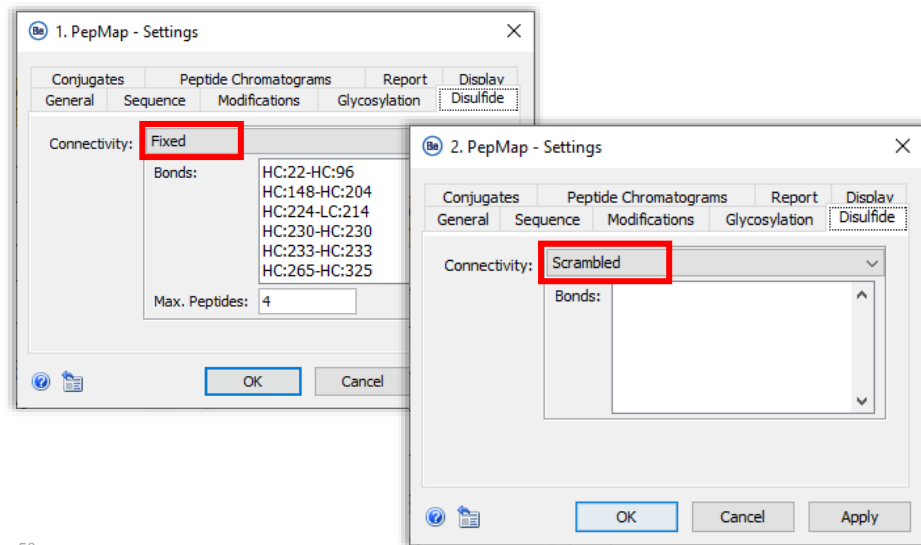 Be 1. PepMap - Settings
Conjugates Peptide Chromatograms Report Display
General Sequence Modifications Glycosylation Disulfide
Connectivity: Fixed
Bonds: HC:22-HC:96
HC:148-HC:204
HC:224-LC:214
HC:230-HC:230
HC:233-HC:233
HC:265-HC:325
Max. Peptides: 4
OK Cancel
Be 2. PepMap - Settings
Conjugates Peptide Chromatograms Report Display
General Sequence Modifications Glycosylation Disulfide
Connectivity: Scrambled
Bonds:
OK Cancel Apply